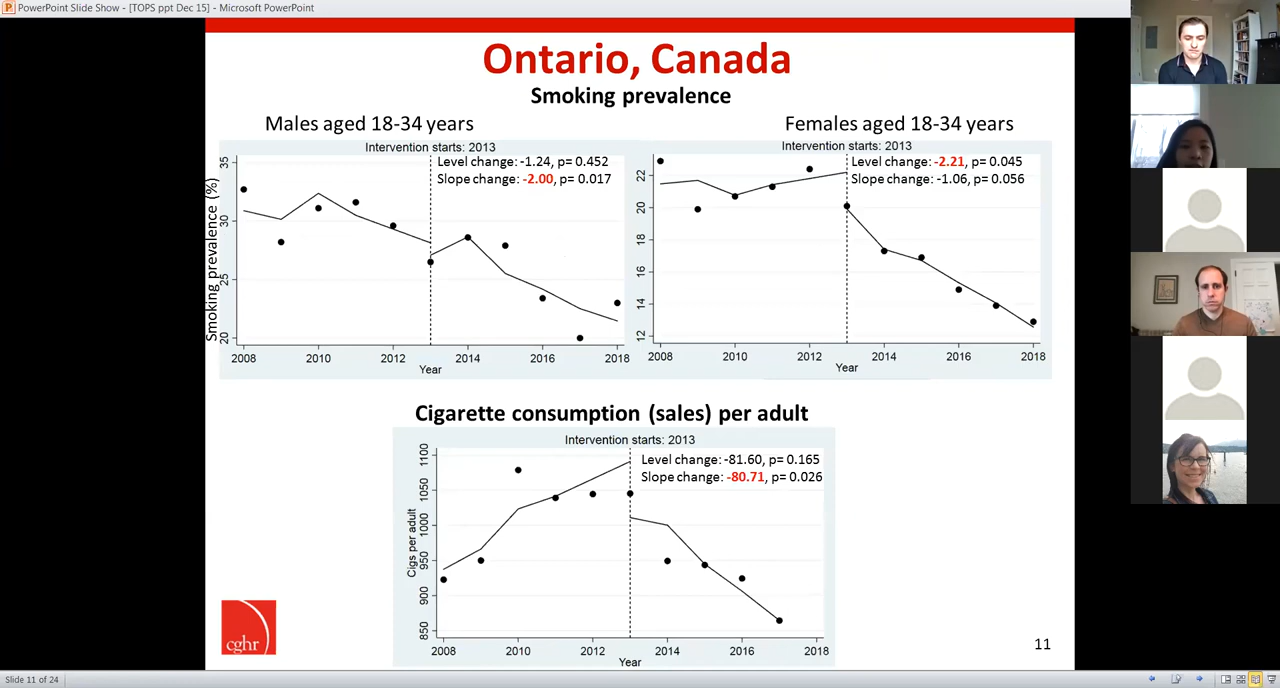 PowerPoint Slide Show - [TOPS ppt Dec 15] - Microsoft PowerPoint
Ontario, Canada
Smoking prevalence
Males aged 18-34 years
Intervention starts: 2013
Level change: -1.24, p= 0.452
Slope change: -2.00, p= 0.017
Smoking prevalence (%)
35
30
25
20
2008 2010 2012 2014 2016 2018
Year
Females aged 18-34 years
Intervention starts: 2013
Level change: -2.21, p= 0.045
Slope change: -1.06, p= 0.056
22
20
18
16
14
12
2008 2010 2012 2014 2016 2018
Year
Cigarette consumption (sales) per adult
Intervention starts: 2013
Level change: -81.60, p= 0.165
Slope change: -80.71, p= 0.026
Cigs per adult
1100
1050
1000
950
900
850
2008 2010 2012 2014 2016 2018
Year
cghr
11
Slide 11 of 24